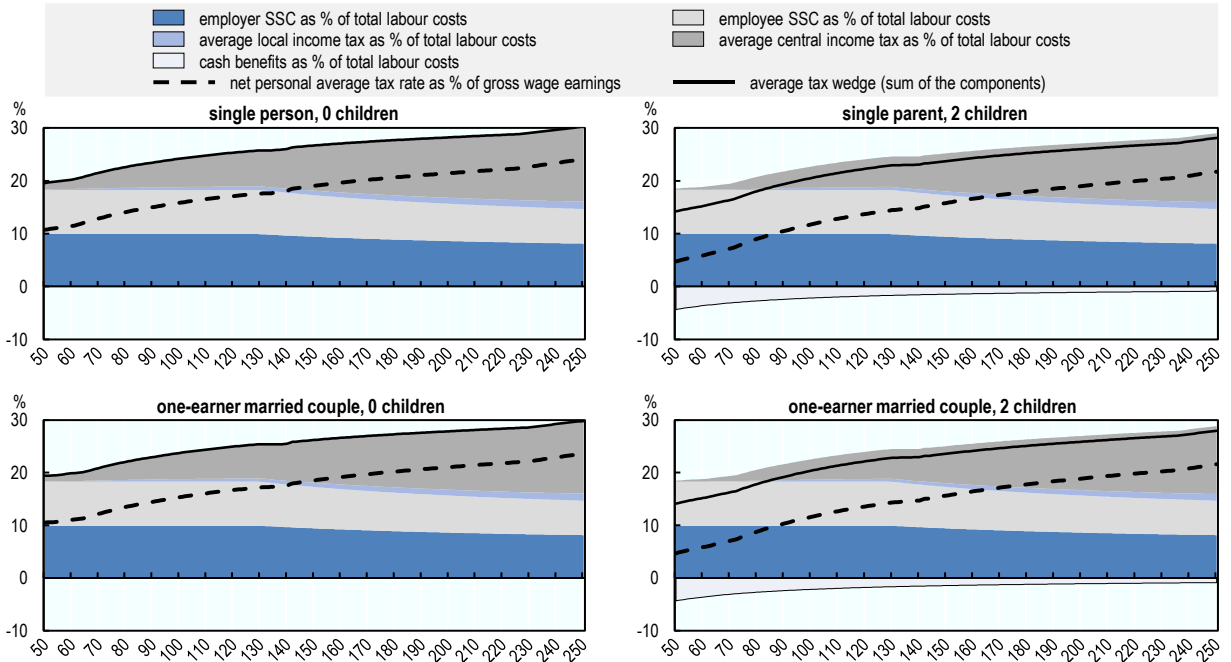 employer SSC as % of total labour costs
employee SSC as % of total labour costs
average local income tax as % of total labour costs
average central income tax as % of total labour costs
cash benefits as % of total labour costs
net personal average tax rate as % of gross wage earnings
average tax wedge (sum of the components)
%
single person, 0 children
30
20
10
0
-10
50 60 70 80 90 100 110 120 130 140 150 160 170 180 190 200 210 220 230 240 250
%
single parent, 2 children
30
20
10
0
-10
50 60 70 80 90 100 110 120 130 140 150 160 170 180 190 200 210 220 230 240 250
%
one-earner married couple, 0 children
30
20
10
0
-10
50 60 70 80 90 100 110 120 130 140 150 160 170 180 190 200 210 220 230 240 250
%
one-earner married couple, 2 children
30
20
10
0
-10
50 60 70 80 90 100 110 120 130 140 150 160 170 180 190 200 210 220 230 240 250